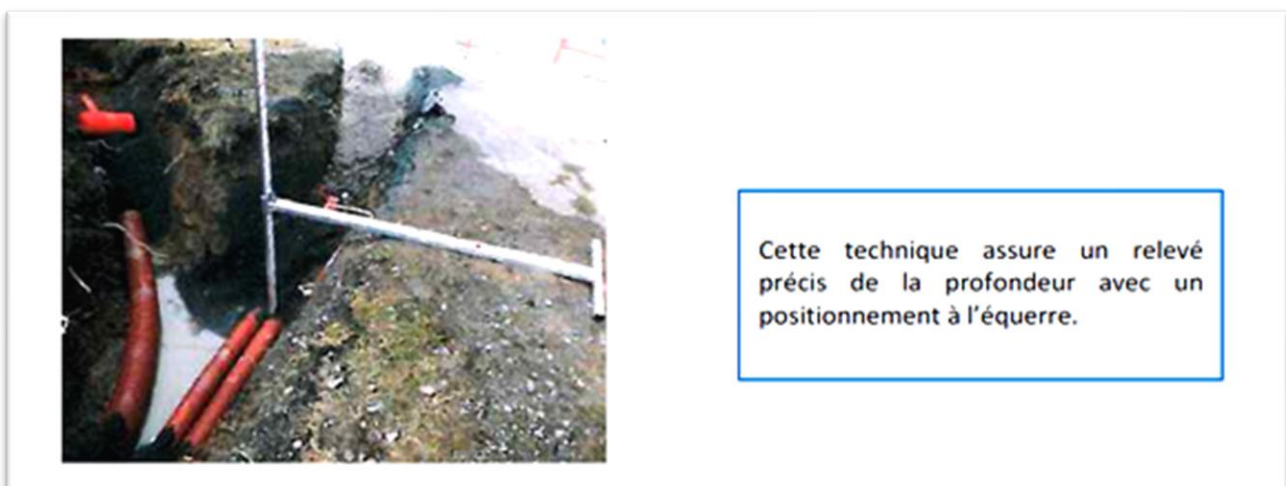 Cette technique assure un relevé
précis de la profondeur avec un
positionnement à l'équerre.